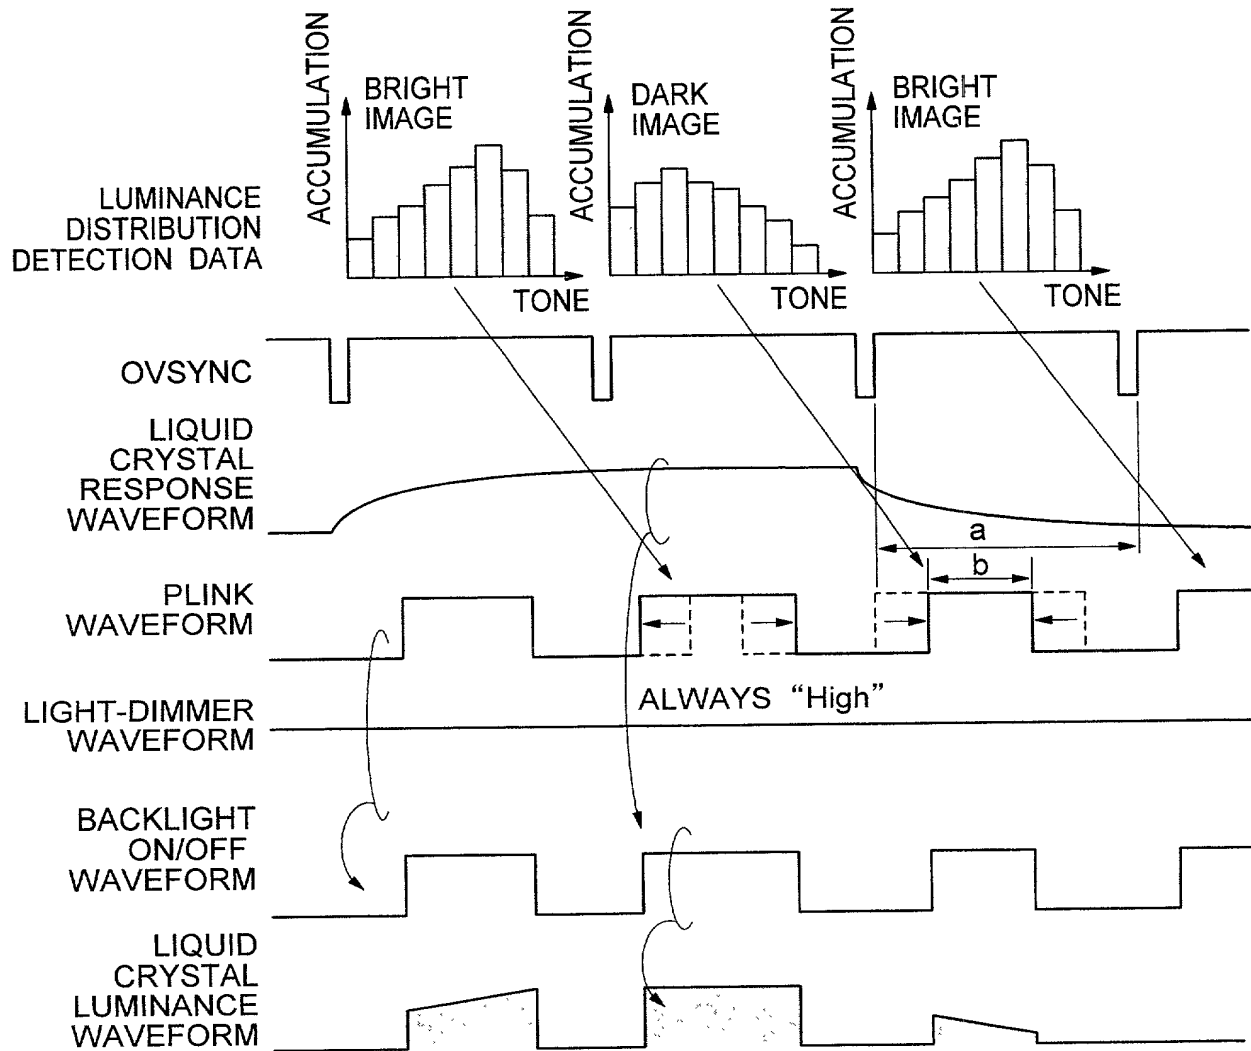 ACCUMULATION
BRIGHT
IMAGE
TONE
ACCUMULATION
DARK
IMAGE
TONE
ACCUMULATION
BRIGHT
IMAGE
TONE
LUMINANCE
DISTRIBUTION
DETECTION DATA
OVSYNC
LIQUID
CRYSTAL
RESPONSE
WAVEFORM
a
b
PLINK
WAVEFORM
ALWAYS “High”
LIGHT-DIMMER
WAVEFORM
BACKLIGHT
ON/OFF
WAVEFORM
LIQUID
CRYSTAL
LUMINANCE
WAVEFORM